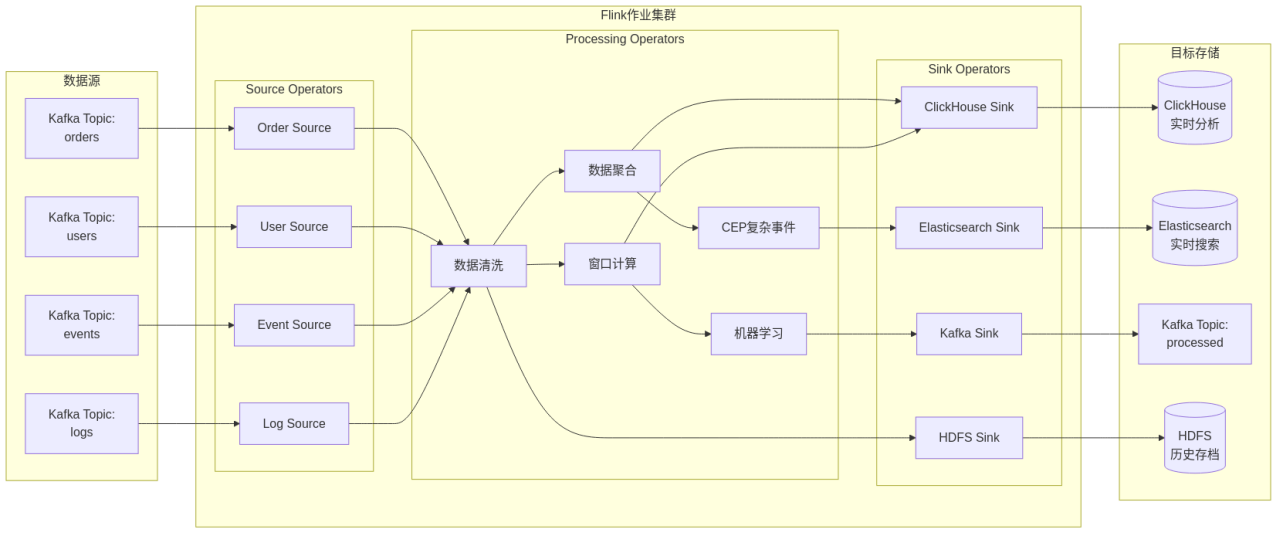 Flink作业集群
数据源
Kafka Topic:
orders
Kafka Topic:
users
Kafka Topic:
events
Kafka Topic:
logs
Source Operators
Order Source
User Source
Event Source
Log Source
Processing Operators
数据清洗
数据聚合
窗口计算
CEP复杂事件
机器学习
Sink Operators
ClickHouse Sink
Elasticsearch Sink
Kafka Sink
HDFS Sink
目标存储
ClickHouse
实时分析
Elasticsearch
实时搜索
Kafka Topic:
processed
HDFS
历史存档